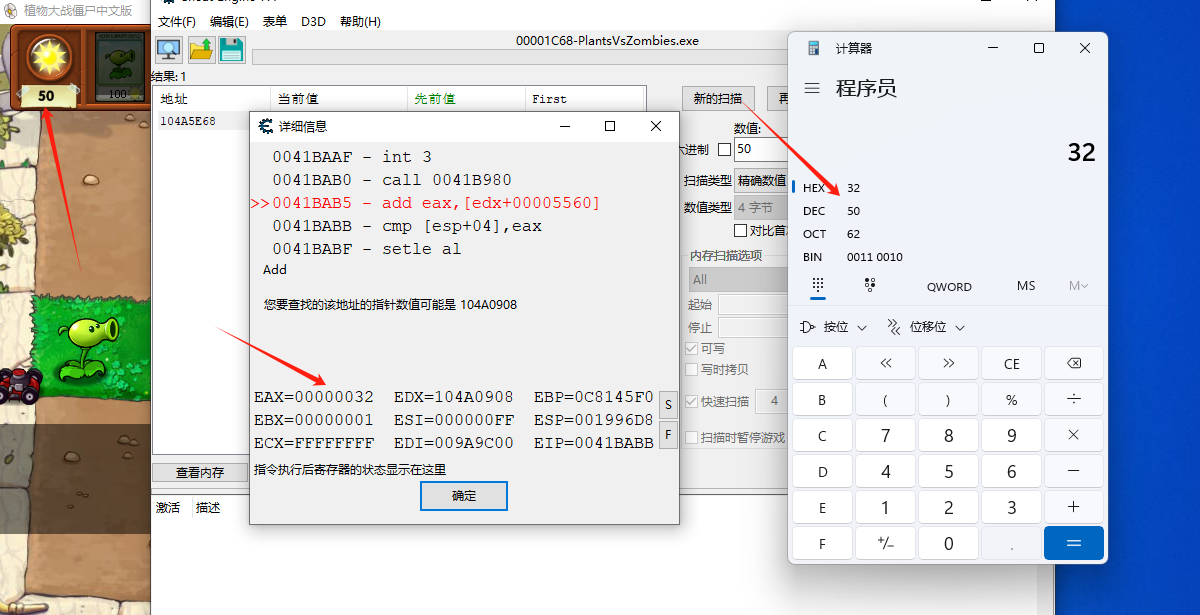 植物大战僵尸中文版
50
100
文件(F) 编辑(E) 表单 D3D 帮助(H)
00001C68-PlantsVsZombies.exe
结果: 1
地址 当前值 先前值 First
104A5E68
新的扫描 再
数值:
六进制 50
扫描类型 精确数值
数值类型 4 字节
对比首
内存扫描选项
All
起始
停止
可写
写时拷贝
快速扫描 4
扫描时暂停游戏
查看内存
激活 描述
详细信息
0041BAAF - int 3
0041BAB0 - call 0041B980
>>0041BAB5 - add eax,[edx+00005560]
0041BABB - cmp [esp+04],eax
0041BABF - setle al
Add
您要查找的该地址的指针数值可能是 104A0908
EAX=00000032 EDX=104A0908 EBP=0C8145F0
EBX=00000001 ESI=000000FF ESP=001996D8
ECX=FFFFFFFF EDI=009A9C00 EIP=0041BABB
S
F
指令执行后寄存器的状态显示在这里
确定
计算器
程序员
32
HEX 32
DEC 50
OCT 62
BIN 0011 0010
QWORD MS M
按位 位移位
A << >> CE
B ( ) % ÷
C 7 8 9 ×
D 4 5 6 −
E 1 2 3 +
F +/− 0 . =